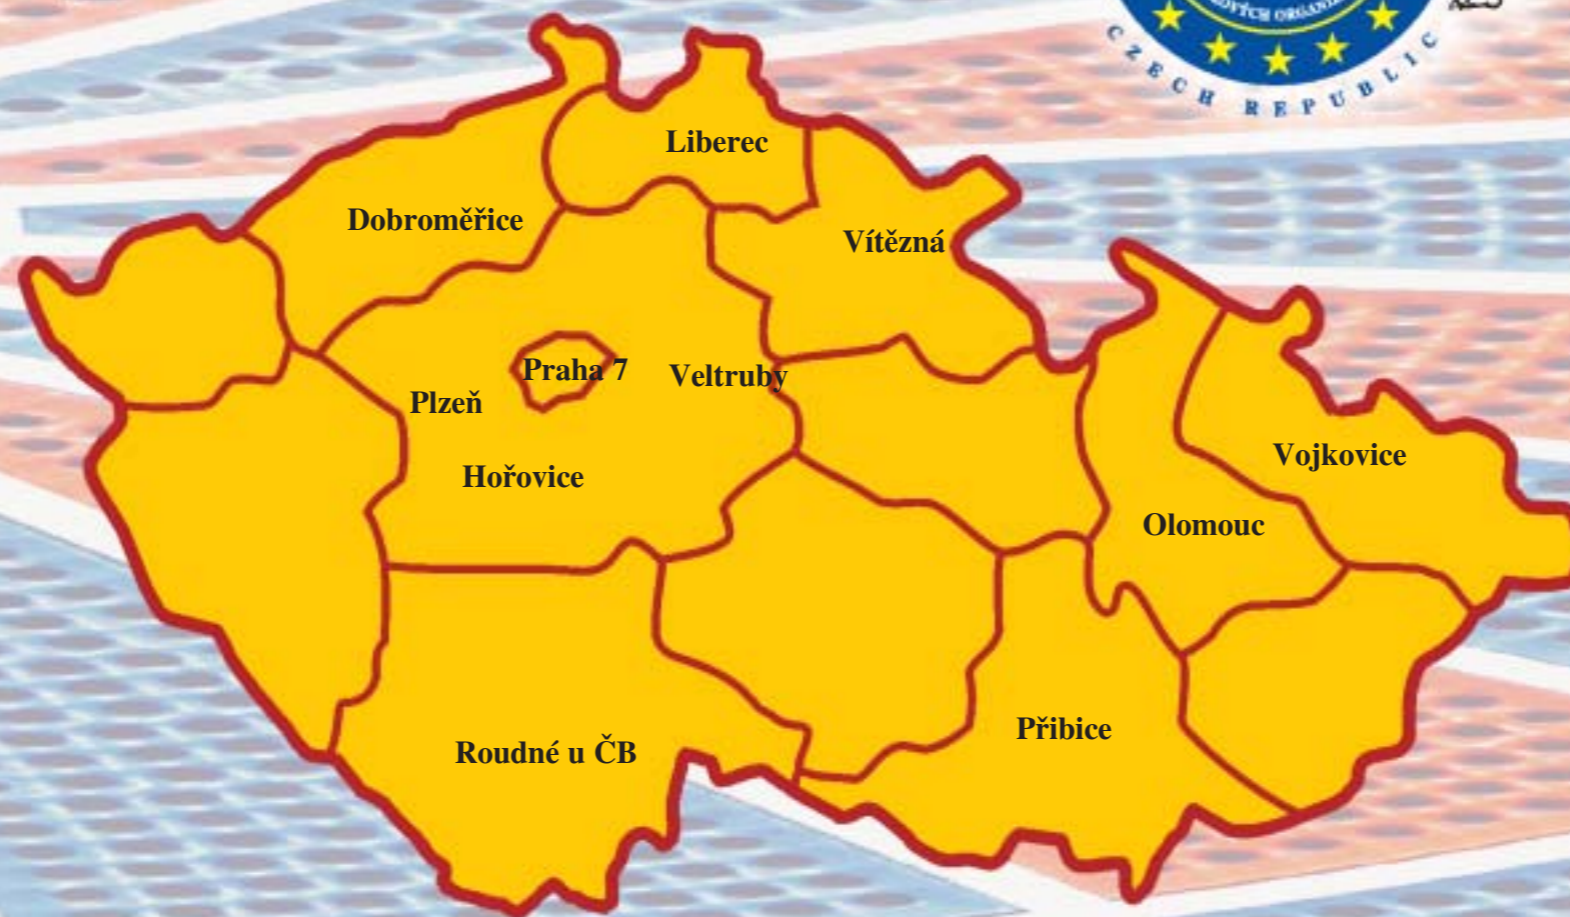 CZECH REPUBLIC
Liberec
Dobroměřice
Vítězná
Praha 7
Veltruby
Plzeň
Vojkovice
Hořovice
Olomouc
Přibice
Roudné u ČB